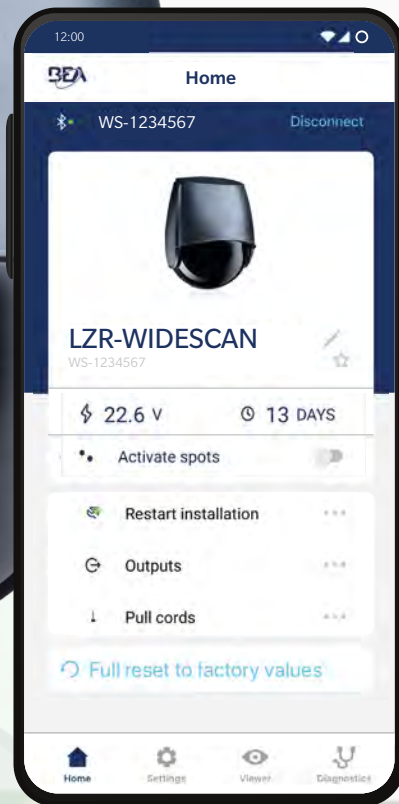 12:00
BEA
Home
WS-1234567 Disconnect
LZR-WIDESCAN
WS-1234567
22.6 V 13 DAYS
Activate spots
Restart installation
Outputs
Pull cords
Full reset to factory values
Home Settings Viewer Diagnostics